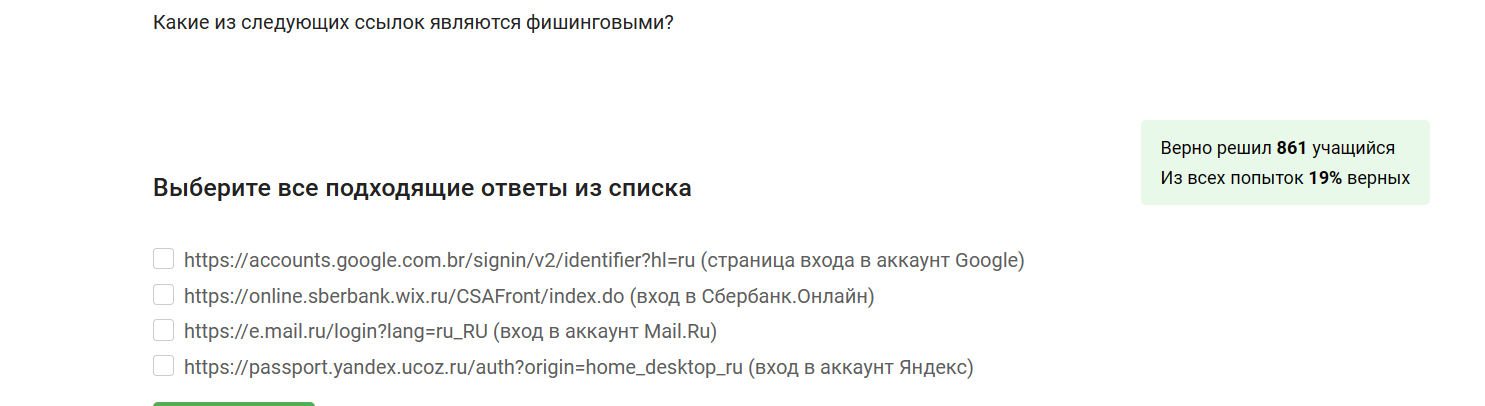 Какие из следующих ссылок являются фишинговыми?
Верно решил 861 учащийся
Из всех попыток 19% верных
Выберите все подходящие ответы из списка
https://accounts.google.com.br/signin/v2/identifier?hl=ru (страница входа в аккаунт Google)
https://online.sberbank.wix.ru/CSAFront/index.do (вход в Сбербанк.Онлайн)
https://e.mail.ru/login?lang=ru_RU (вход в аккаунт Mail.Ru)
https://passport.yandex.ucoz.ru/auth?origin=home_desktop_ru (вход в аккаунт Яндекс)